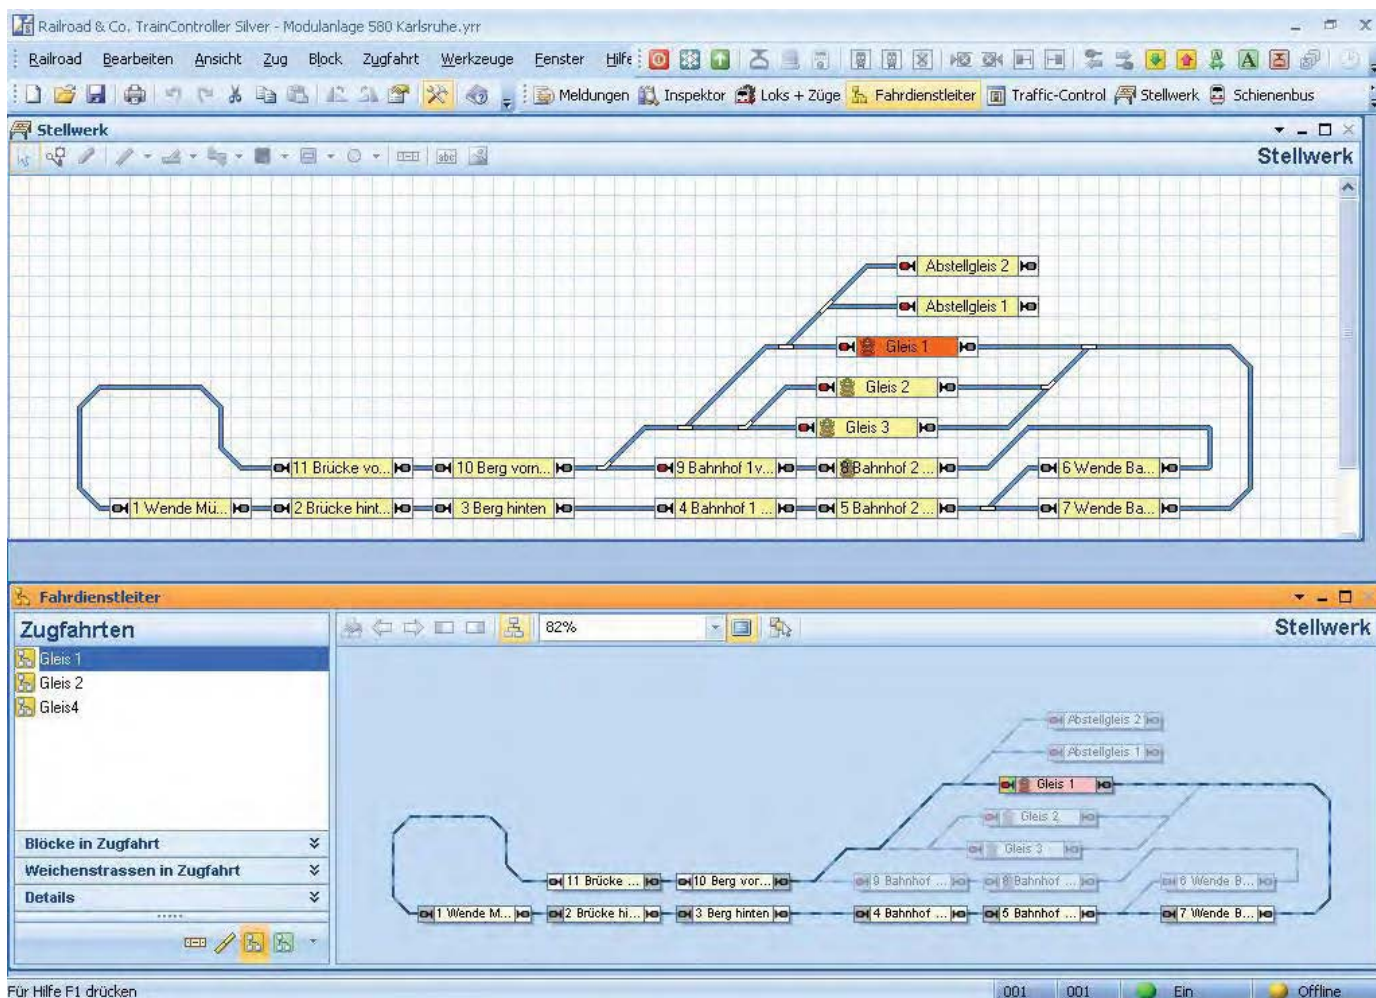 Railroad & Co. TrainController Silver - Modulanlage 580 Karlsruhe.yrr
Railroad Bearbeiten Ansicht Zug Block Zugfahrt Werkzeuge Fenster Hilfe
Meldungen Inspektor Loks + Züge Fahrdienstleiter Traffic-Control Stellwerk Schienenbus
Stellwerk
abc
Stellwerk
Abstellgleis 2
Abstellgleis 1
Gleis 1
Gleis 2
Gleis 3
11 Brücke vo... 10 Berg vorn... 9 Bahnhof 1v... 8 Bahnhof 2 ... 6 Wende Ba...
1 Wende Mü... 2 Brücke hint... 3 Berg hinten 4 Bahnhof 1 ... 5 Bahnhof 2 ... 7 Wende Ba...
Fahrdienstleiter
Zugfahrten 82% Stellwerk
Gleis 1
Gleis 2
Gleis4
Abstellgleis 2
Abstellgleis 1
Gleis 1
Gleis 2
Gleis 3
Blöcke in Zugfahrt
Weichenstrassen in Zugfahrt
Details
11 Brücke ... 10 Berg vor... 9 Bahnhof ... 8 Bahnhof ... 6 Wende B...
1 Wende M... 2 Brücke hi... 3 Berg hinten 4 Bahnhof ... 5 Bahnhof ... 7 Wende B...
Für Hilfe F1 drücken 001 001 Ein Offline